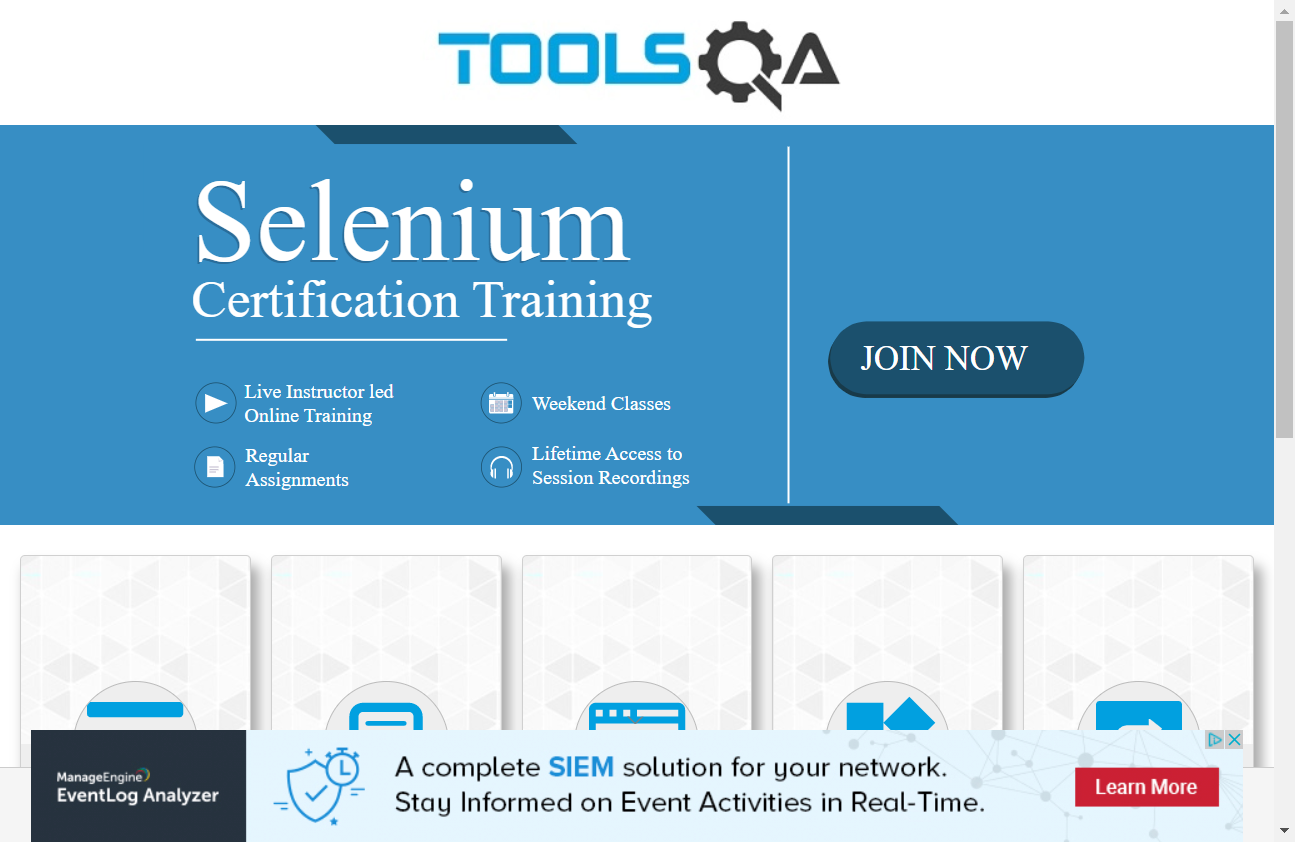 TOOLSQA
Selenium
Certification Training
JOIN NOW
Live Instructor led
Online Training
Weekend Classes
Regular
Assignments
Lifetime Access to
Session Recordings
ManageEngine
EventLog Analyzer
A complete SIEM solution for your network.
Stay Informed on Event Activities in Real-Time.
Learn More